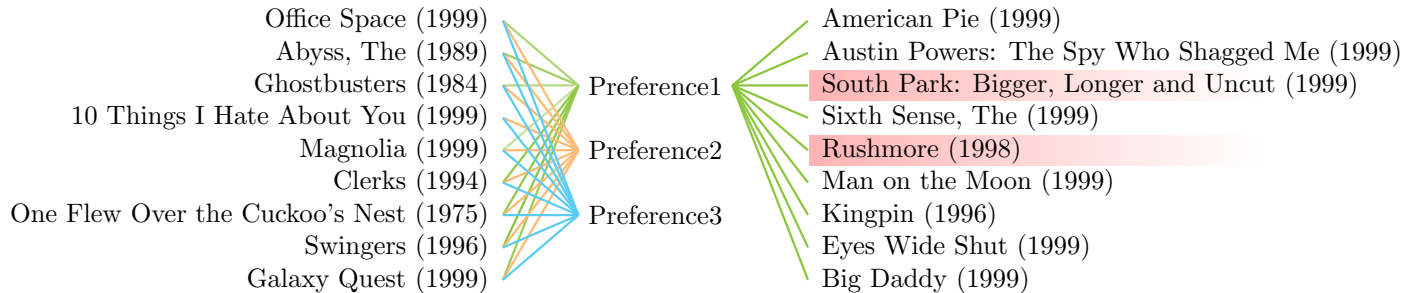 Office Space (1999)
Abyss, The (1989)
Ghostbusters (1984)
10 Things I Hate About You (1999)
Magnolia (1999)
Clerks (1994)
One Flew Over the Cuckoo's Nest (1975)
Swingers (1996)
Galaxy Quest (1999)
Preference1
Preference2
Preference3
American Pie (1999)
Austin Powers: The Spy Who Shagged Me (1999)
South Park: Bigger, Longer and Uncut (1999)
Sixth Sense, The (1999)
Rushmore (1998)
Man on the Moon (1999)
Kingpin (1996)
Eyes Wide Shut (1999)
Big Daddy (1999)